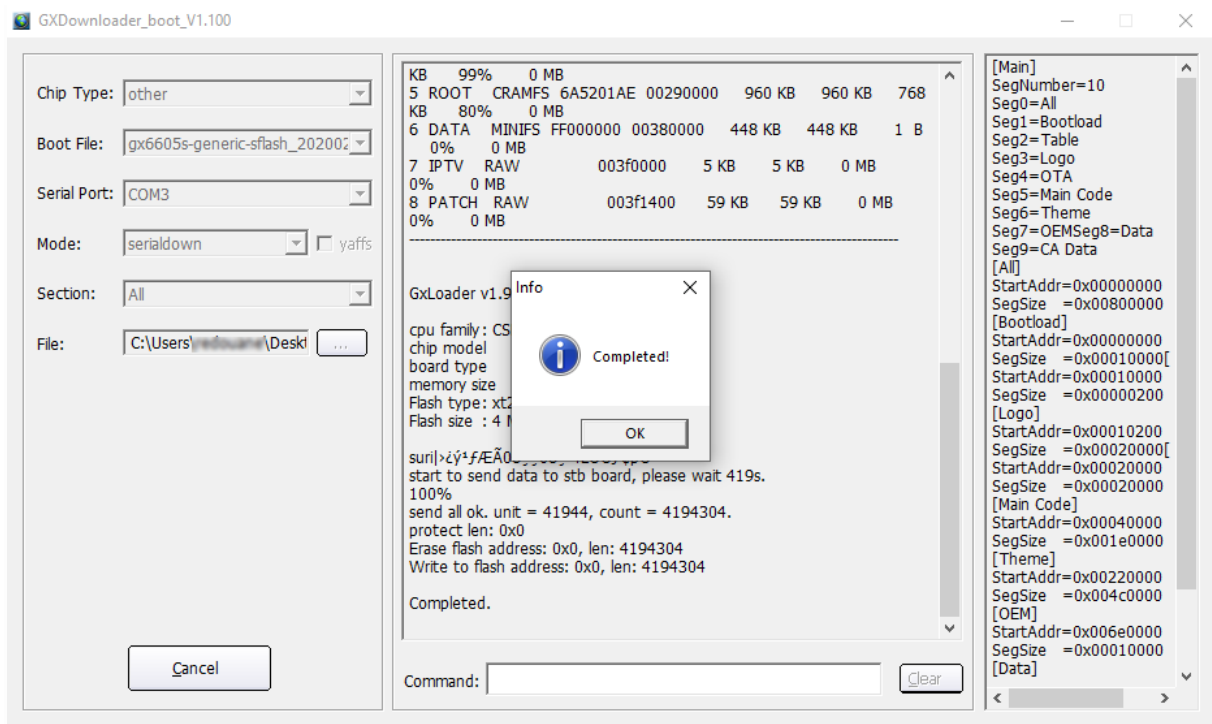 GXDownloader_boot_V1.100
Chip Type: other
Boot File: gx6605s-generic-sflash_202002
Serial Port: COM3
Mode: serialdown yaffs
Section: All
File: C:\Users\ \Deskt ...
Cancel
KB 99% 0 MB
5 ROOT CRAMFS 6A5201AE 00290000 960 KB 960 KB 768
KB 80% 0 MB
6 DATA MINIFS FF000000 00380000 448 KB 448 KB 1 B
0% 0 MB
7 IPTV RAW 003f0000 5 KB 5 KB 0 MB
0% 0 MB
8 PATCH RAW 003f1400 59 KB 59 KB 0 MB
0% 0 MB
GxLoader v1.9
cpu family : CS
chip model
board type
memory size
Flash type : xt2
Flash size : 4
start to send data to stb board, please wait 419s.
100%
send all ok. unit = 41944, count = 4194304.
protect len: 0x0
Erase flash address: 0x0, len: 4194304
Write to flash address: 0x0, len: 4194304
Completed.
Info
Completed!
OK
Command:
Clear
[Main]
SegNumber=10
Seg0=All
Seg1=Bootload
Seg2=Table
Seg3=Logo
Seg4=OTA
Seg5=Main Code
Seg6=Theme
Seg7=OEMSeg8=Data
Seg9=CA Data
[All]
StartAddr=0x00000000
SegSize =0x00800000
[Bootload]
StartAddr=0x00000000
SegSize =0x00010000[
StartAddr=0x00010000
SegSize =0x00000200
[Logo]
StartAddr=0x00010200
SegSize =0x00020000[
StartAddr=0x00020000
SegSize =0x00020000
[Main Code]
StartAddr=0x00040000
SegSize =0x001e0000
[Theme]
StartAddr=0x00220000
SegSize =0x004c0000
[OEM]
StartAddr=0x006e0000
SegSize =0x00010000
[Data]